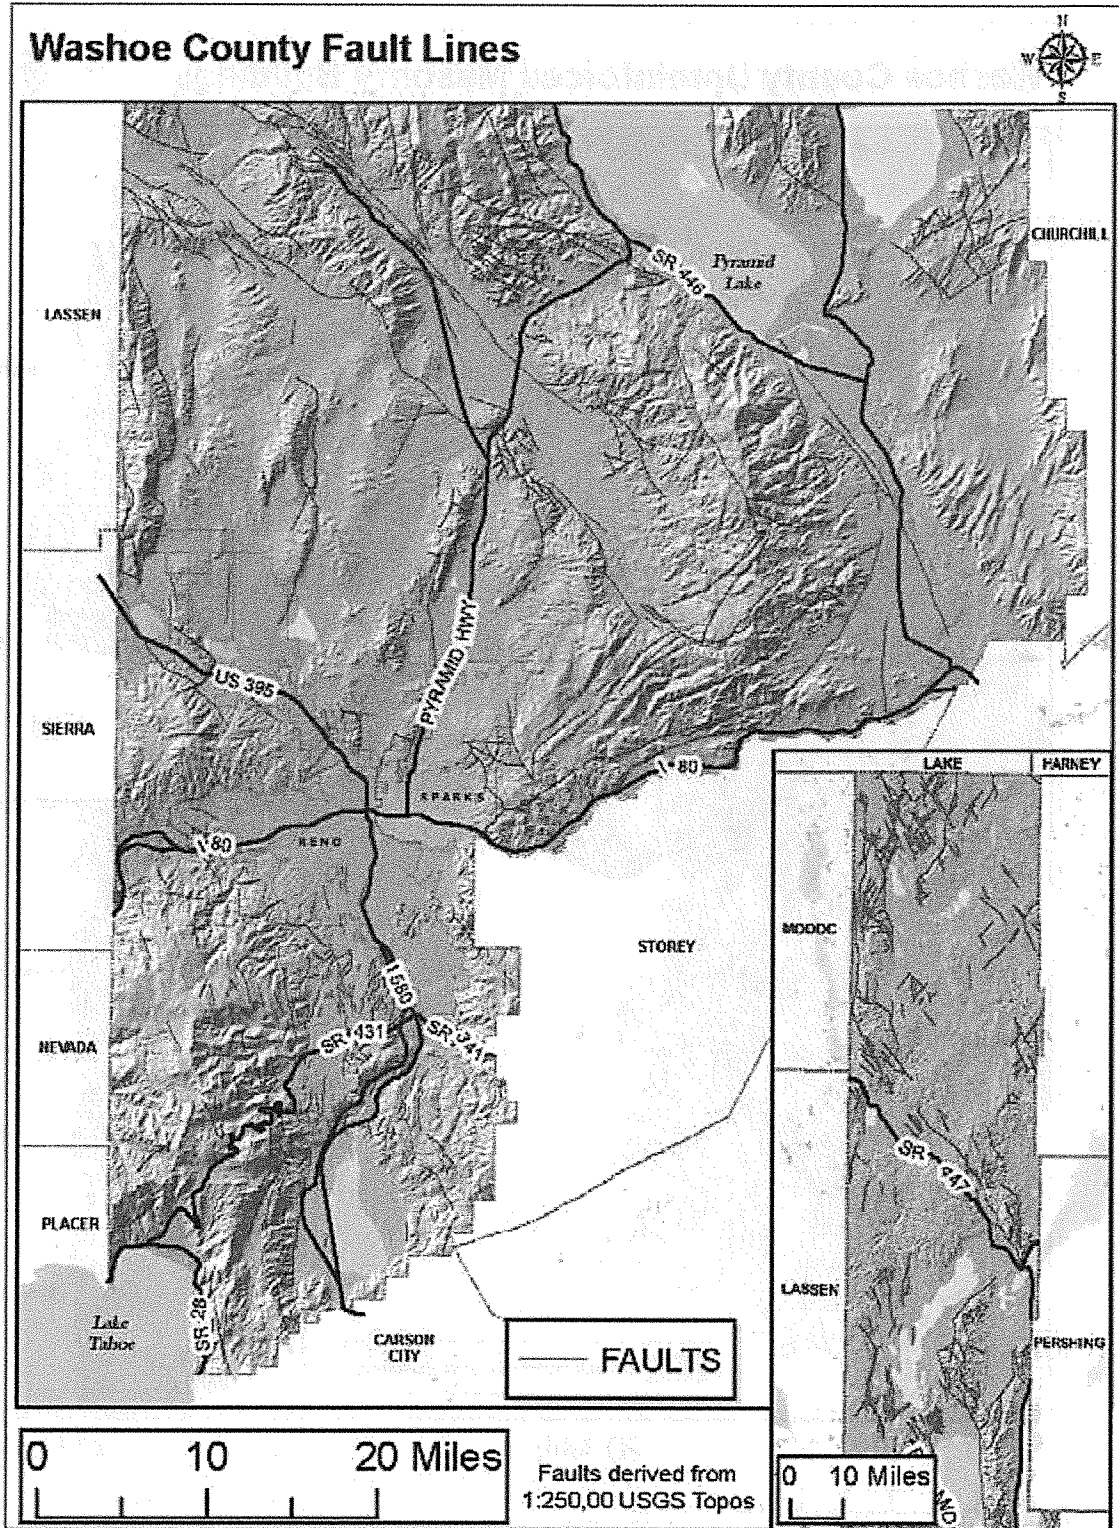 Washoe County Fault Lines
N
W E
S
CHURCHILL
SR 446
Pyramid
Lake
LASSEN
PYRAMID HWY
US 395
SIERRA
I-80
SPARKS
I-80
RENO
STOREY
I 580
SR 431
SR 341
NEVADA
PLACER
Lake
Tahoe
SR 28
CARSON
CITY
FAULTS
LAKE
HARNEY
MODOC
SR 447
LASSEN
PERSHING
0 10 20 Miles
Faults derived from
1:250,00 USGS Topos
0 10 Miles